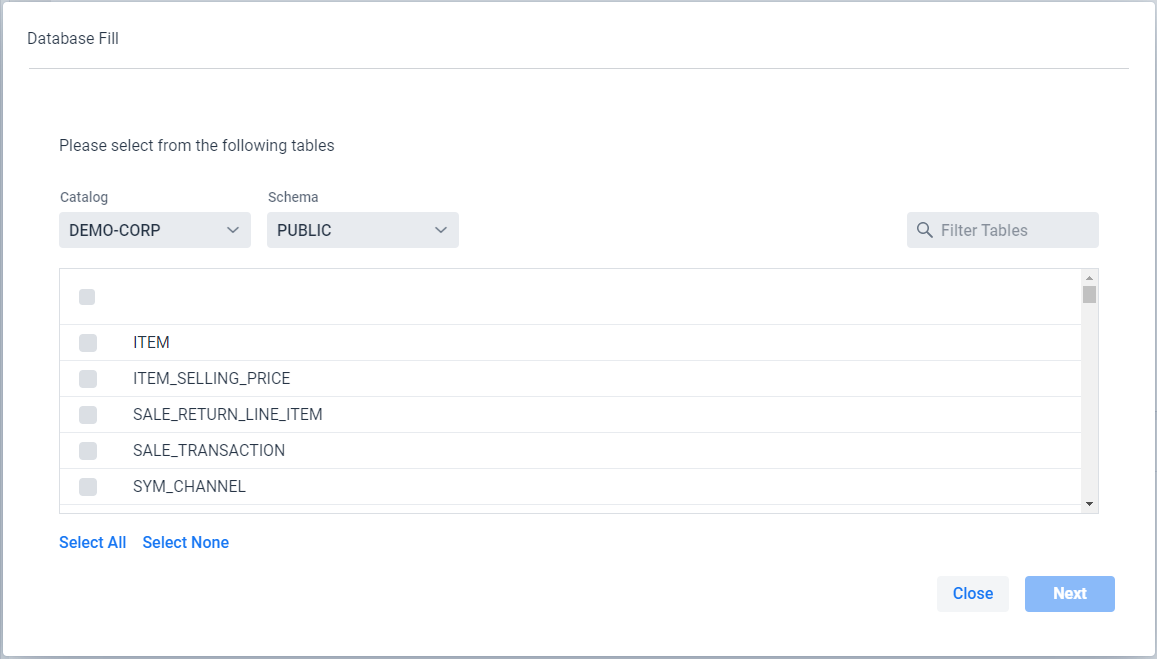 Database Fill
Please select from the following tables
Catalog Schema
DEMO-CORP PUBLIC Filter Tables
ITEM
ITEM_SELLING_PRICE
SALE_RETURN_LINE_ITEM
SALE_TRANSACTION
SYM_CHANNEL
Select All Select None
Close Next